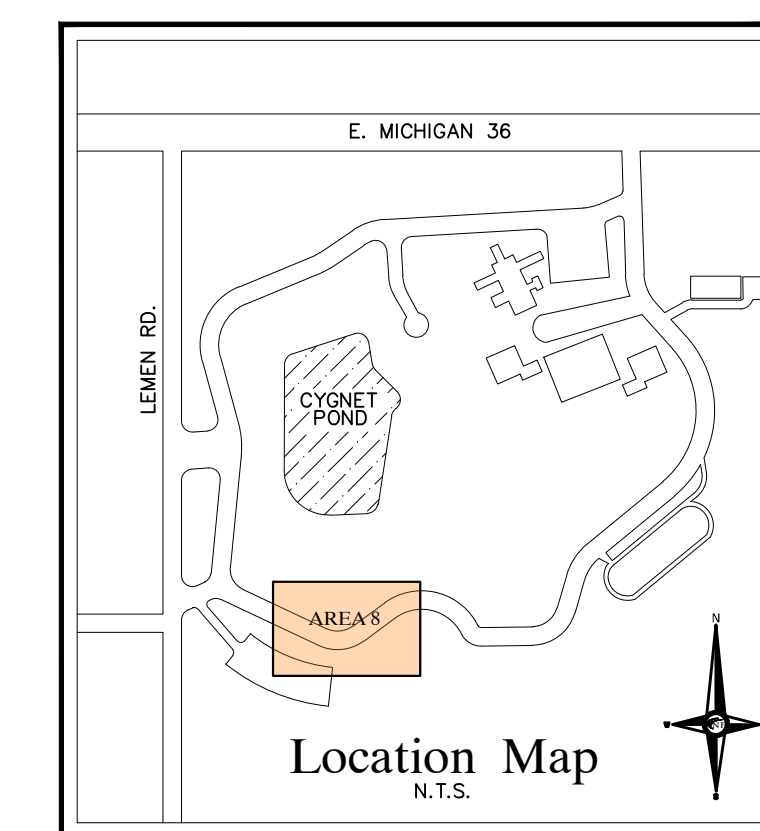 E. MICHIGAN 36
LEMEN RD.
CYGNET
POND
AREA 8
N
W
S
Location Map
N.T.S.